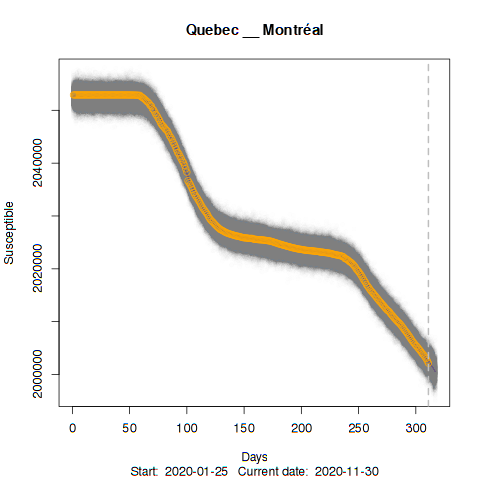 Quebec __ Montréal
Susceptible
2040000
2020000
2000000
0 50 100 150 200 250 300
Days
Start: 2020-01-25 Current date: 2020-11-30